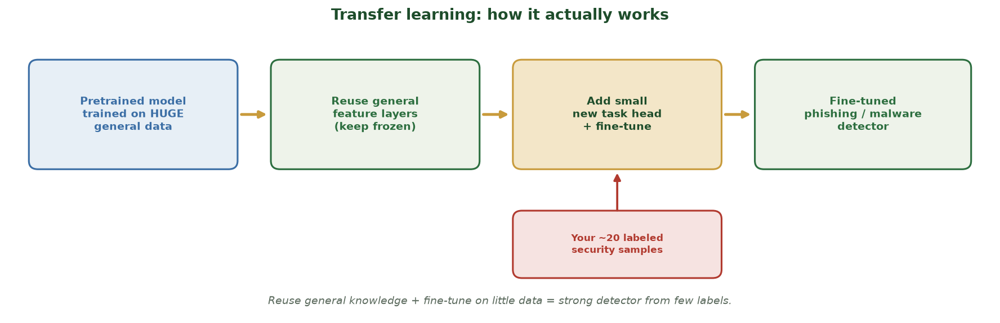 Transfer learning: how it actually works
Pretrained model
trained on HUGE
general data
Reuse general
feature layers
(keep frozen)
Add small
new task head
+ fine-tune
Fine-tuned
phishing / malware
detector
Your ~20 labeled
security samples
Reuse general knowledge + fine-tune on little data = strong detector from few labels.